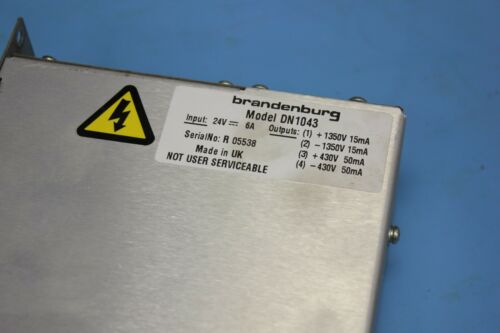 brandenburg
Model DN1043
Input: 24V ⎓ 6A Outputs: (1) + 1350V 15mA
(2) - 1350V 15mA
SerialNo: R 05538 (3) + 430V 50mA
Made in UK (4) - 430V 50mA
NOT USER SERVICEABLE